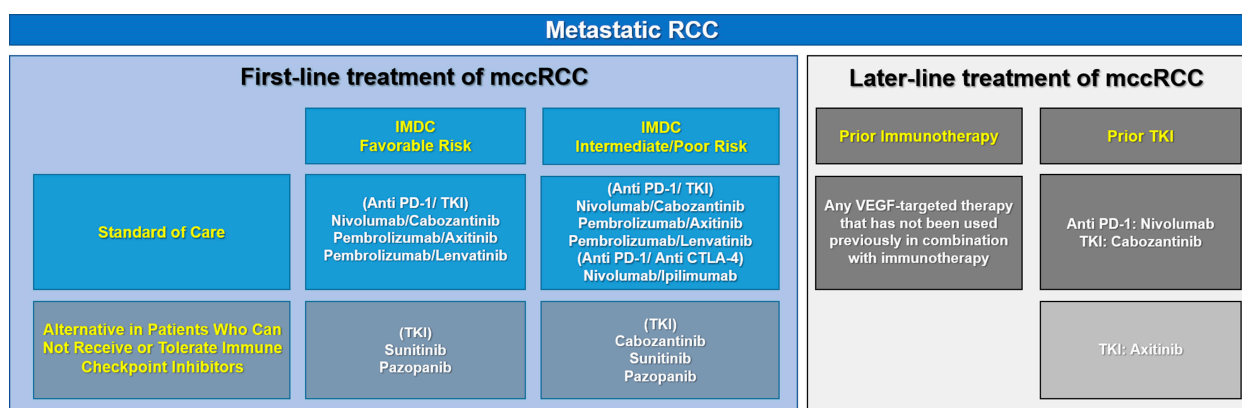 Metastatic RCC
First-line treatment of mccRCC
IMDC
Favorable Risk
IMDC
Intermediate/Poor Risk
Standard of Care
(Anti PD-1/ TKI)
Nivolumab/Cabozantinib
Pembrolizumab/Axitinib
Pembrolizumab/Lenvatinib
(Anti PD-1/ TKI)
Nivolumab/Cabozantinib
Pembrolizumab/Axitinib
Pembrolizumab/Lenvatinib
(Anti PD-1/ Anti CTLA-4)
Nivolumab/Ipilimumab
Alternative in Patients Who Can
Not Receive or Tolerate Immune
Checkpoint Inhibitors
(TKI)
Sunitinib
Pazopanib
(TKI)
Cabozantinib
Sunitinib
Pazopanib
Later-line treatment of mccRCC
Prior Immunotherapy
Prior TKI
Any VEGF-targeted therapy
that has not been used
previously in combination
with immunotherapy
Anti PD-1: Nivolumab
TKI: Cabozantinib
TKI: Axitinib